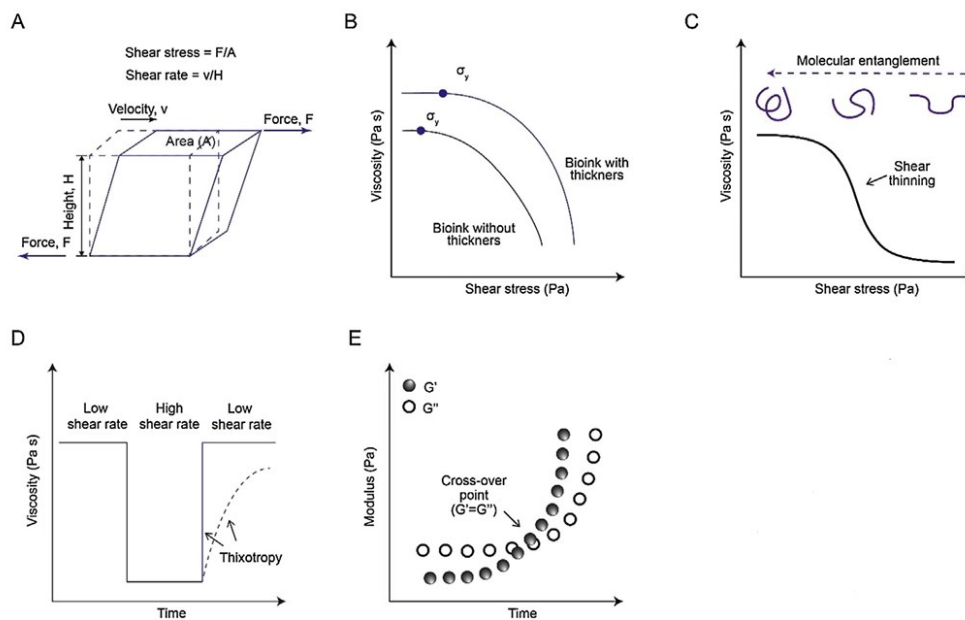 A
Shear stress = F/A
Shear rate = v/H
Velocity, v
Force, F
Area (A)
Height, H
Force, F
B
Viscosity (Pa s)
σy
σy
Bioink with
thickners
Bioink without
thickners
Shear stress (Pa)
C
Molecular entanglement
Viscosity (Pa s)
Shear
thinning
Shear stress (Pa)
D
Viscosity (Pa s)
Low
shear rate
High
shear rate
Low
shear rate
Thixotropy
Time
E
Modulus (Pa)
G'
G''
Cross-over
point
(G'=G'')
Time